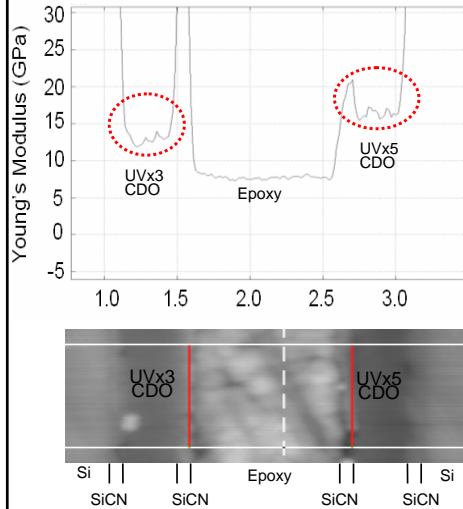 Young's Modulus (GPa)
30
25
20
15
10
5
0
-5
UVx3
CDO
Epoxy
UVx5
CDO
1.0 1.5 2.0 2.5 3.0
UVx3
CDO
UVx5
CDO
Si Epoxy Si
SiCN SiCN SiCN SiCN